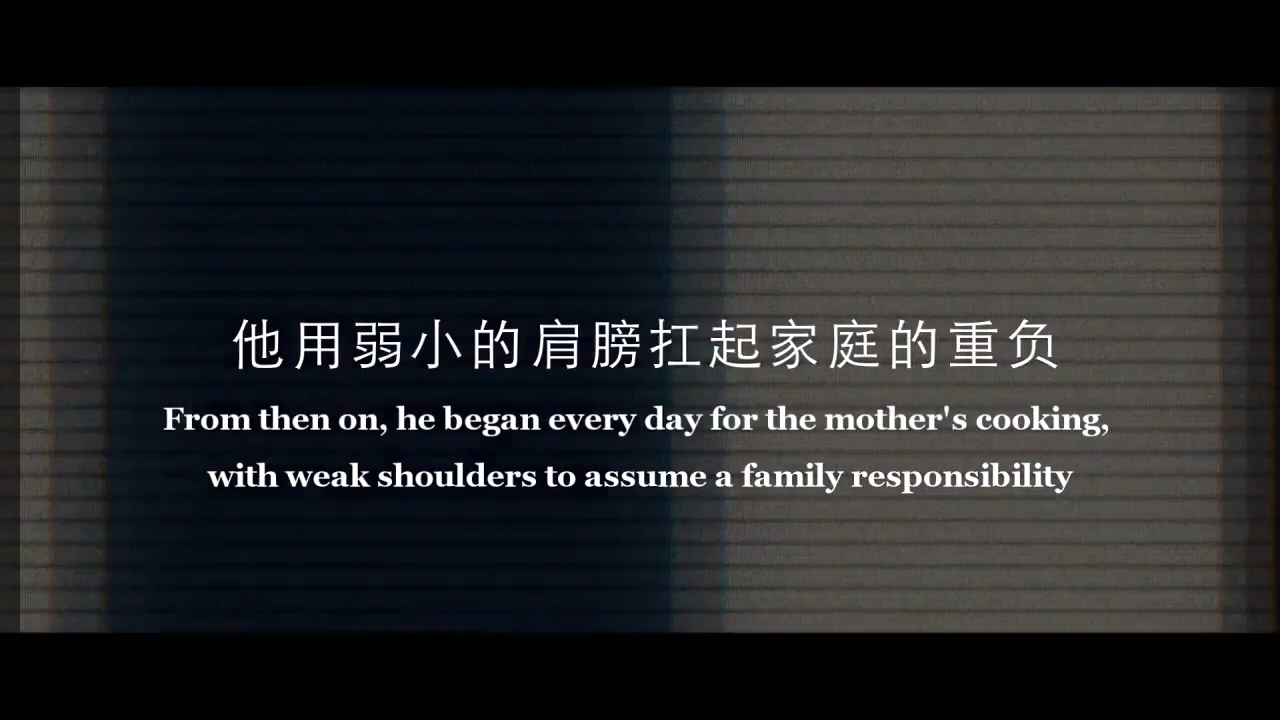 他用弱小的肩膀扛起家庭的重负
From then on, he began every day for the mother's cooking,
with weak shoulders to assume a family responsibility